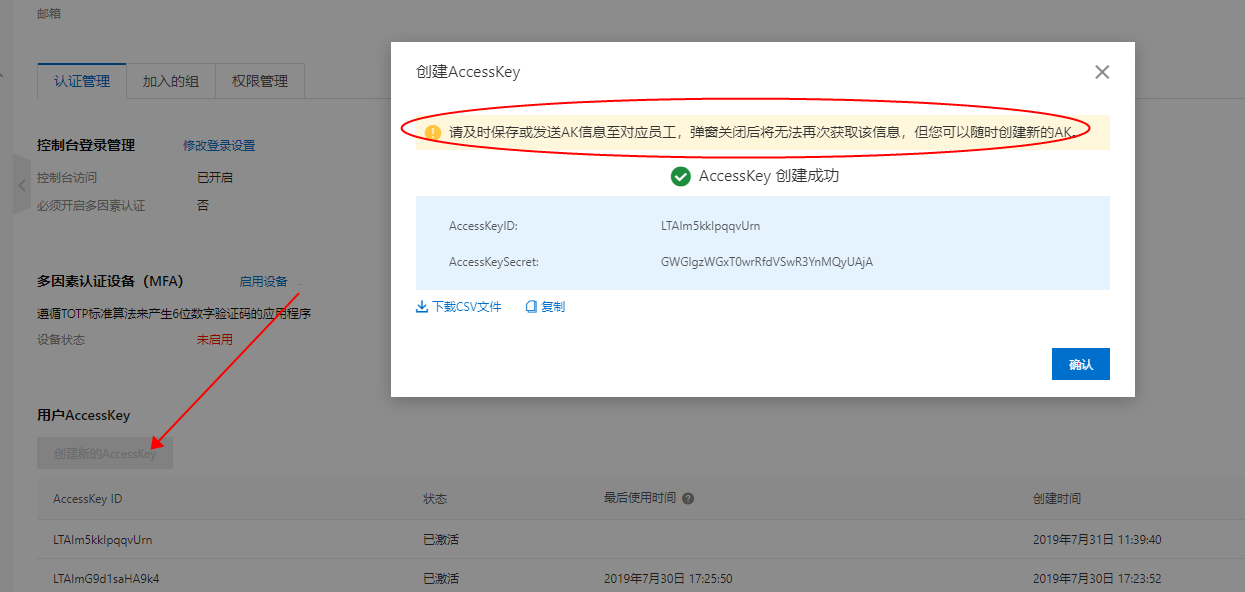 邮箱
认证管理 加入的组 权限管理
控制台登录管理 修改登录设置
控制台访问 已开启
必须开启多因素认证 否
多因素认证设备（MFA） 启用设备
遵循TOTP标准算法来产生6位数字验证码的应用程序
设备状态 未启用
创建AccessKey
请及时保存或发送AK信息至对应员工，弹窗关闭后将无法再次获取该信息，但您可以随时创建新的AK。
AccessKey 创建成功
AccessKeyID: LTAIm5kkIpqqvUrn
AccessKeySecret: GWGIgzWGxT0wrRfdVSwR3YnMQyUAjA
下载CSV文件 复制
确认
用户AccessKey
创建新的AccessKey
AccessKey ID 状态 最后使用时间 创建时间
LTAIm5kkIpqqvUrn 已激活 2019年7月31日 11:39:40
LTAImG9d1saHA9k4 已激活 2019年7月30日 17:25:50 2019年7月30日 17:23:52